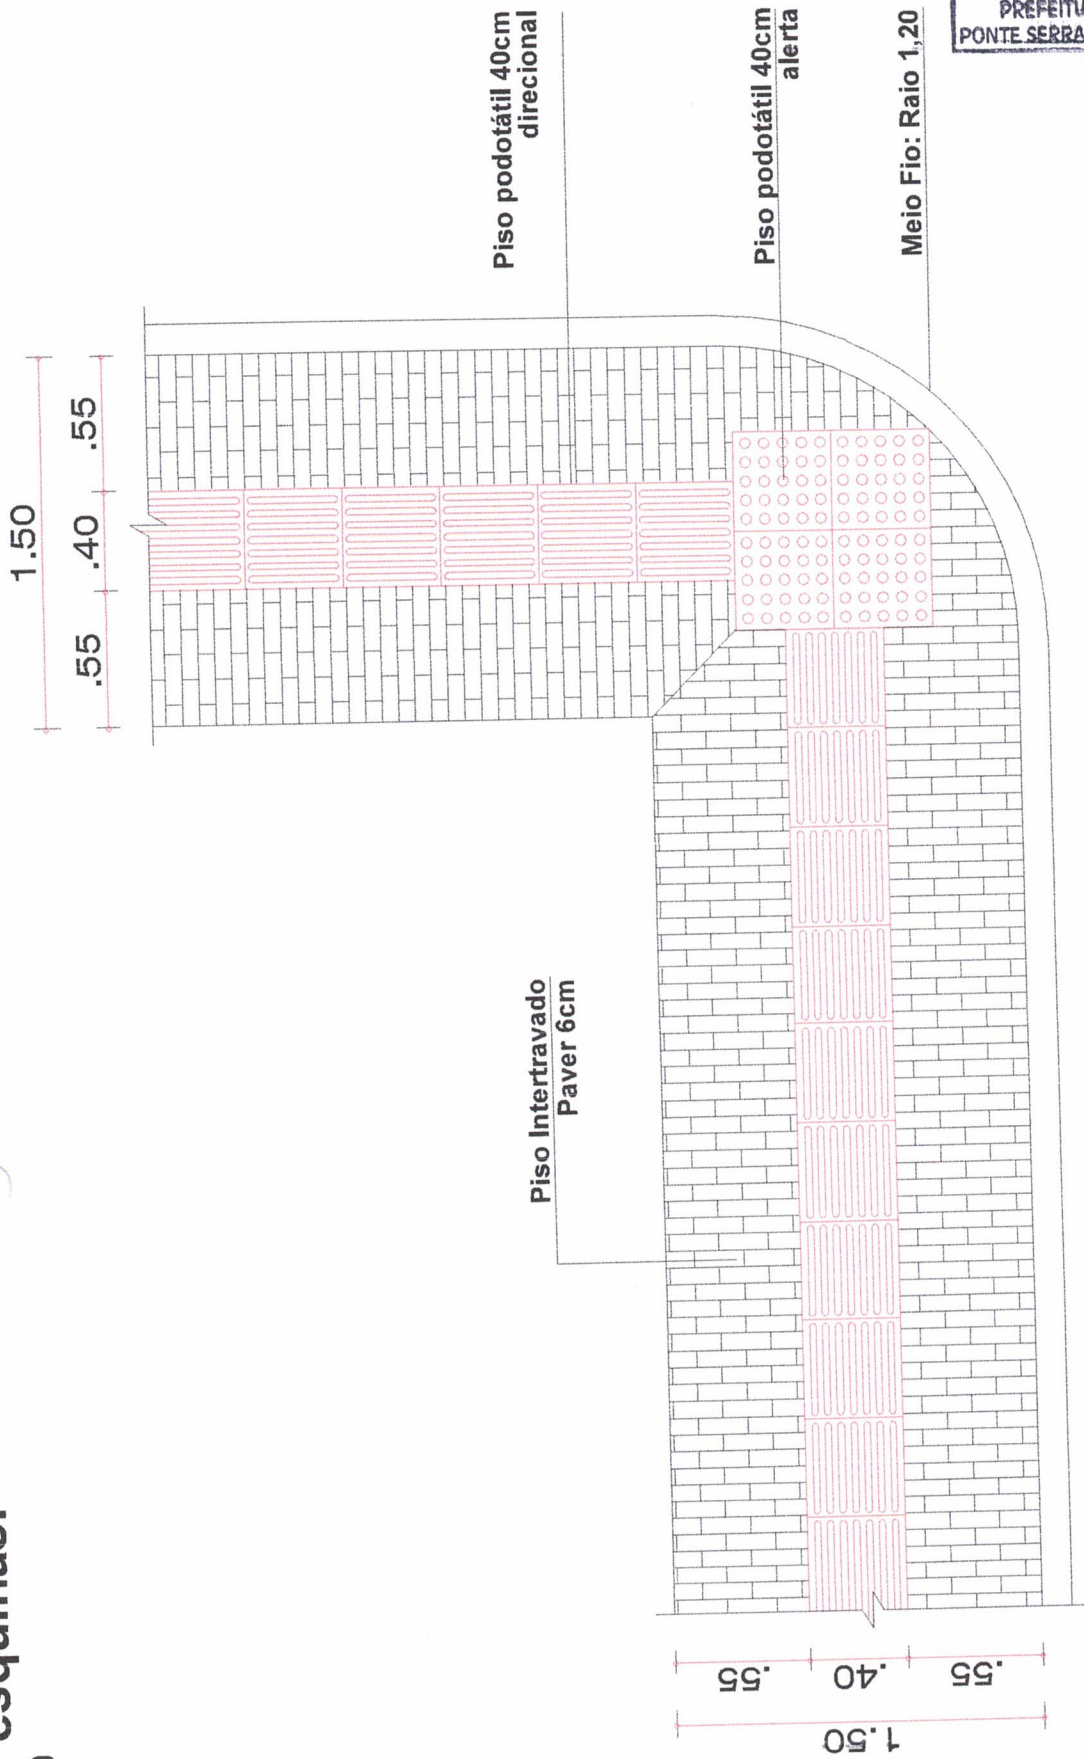 esquinas:
1.50
.55
.40
.55
Piso podotátil 40cm
direcional
Piso podotátil 40cm
alerta
Meio Fio: Raio 1,20
Piso Intertravado
Paver 6cm
.55
.40
.55
1.50
PONTE SERRA